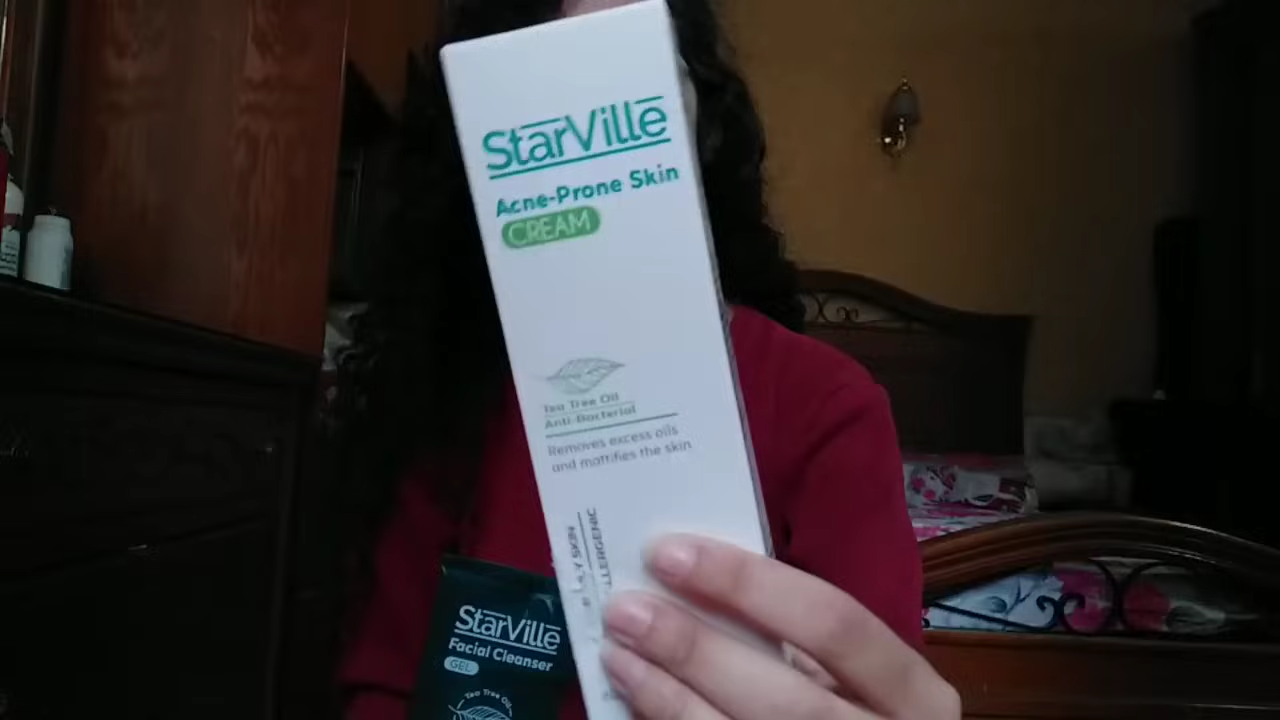 StarVille
Acne-Prone Skin
CREAM
Tea Tree Oil
Anti-Bacterial
Removes excess oils
and mattifies the skin
SKIN
StarVille
Facial Cleanser
GEL
Tea Tree Oil